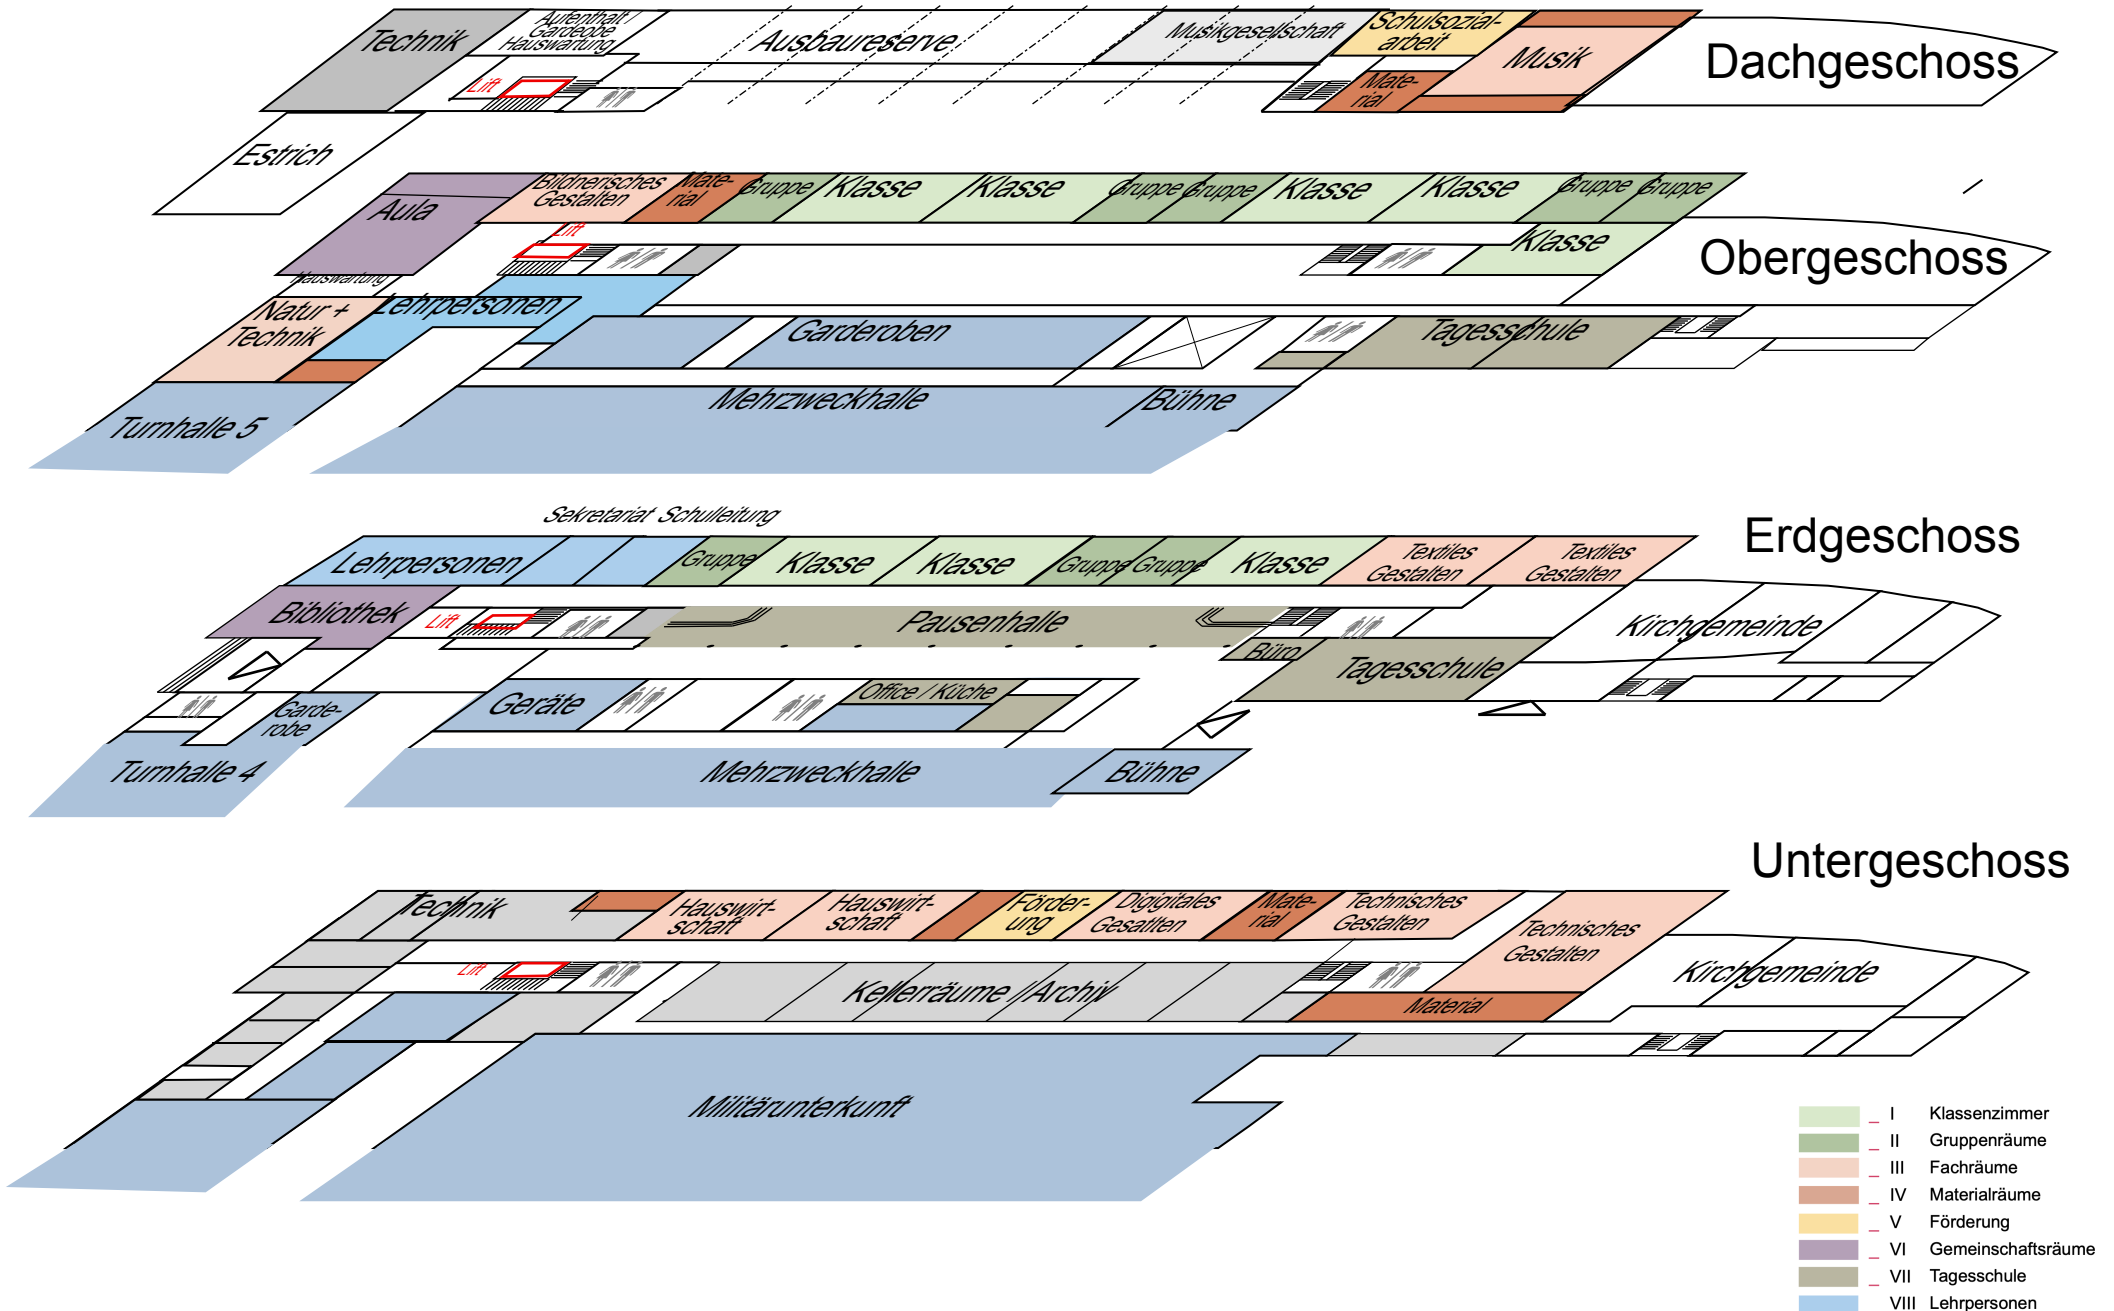 Technik
Aufenthalt /
Garderobe
Hauswartung
Ausbaureserve
Musikgesellschaft
Schulsozial-
arbeit
Musik
Mate-
rial
Lift
Dachgeschoss
Estrich
Aula
Bildnerisches
Gestalten
Mate-
rial
Gruppe
Klasse
Klasse
Gruppe
Gruppe
Klasse
Klasse
Gruppe
Gruppe
Lift
Klasse
Obergeschoss
Hauswartung
Natur +
Technik
Lehrpersonen
Garderoben
Tagesschule
Mehrzweckhalle
Bühne
Turnhalle 5
Sekretariat Schulleitung
Erdgeschoss
Lehrpersonen
Gruppe
Klasse
Klasse
Gruppe
Gruppe
Klasse
Textiles
Gestalten
Textiles
Gestalten
Bibliothek
Lift
Pausenhalle
Büro
Kirchgemeinde
Tagesschule
Geräte
Office / Küche
Garde-
robe
Turnhalle 4
Mehrzweckhalle
Bühne
Untergeschoss
Technik
Hauswirt-
schaft
Hauswirt-
schaft
Förder-
ung
Digigitales
Gesatlten
Mate-
rial
Technisches
Gestalten
Technisches
Gestalten
Lift
Kellerräume / Archiv
Material
Kirchgemeinde
Militärunterkunft
_ I Klassenzimmer
_ II Gruppenräume
_ III Fachräume
_ IV Materialräume
_ V Förderung
_ VI Gemeinschaftsräume
_ VII Tagesschule
VIII Lehrpersonen